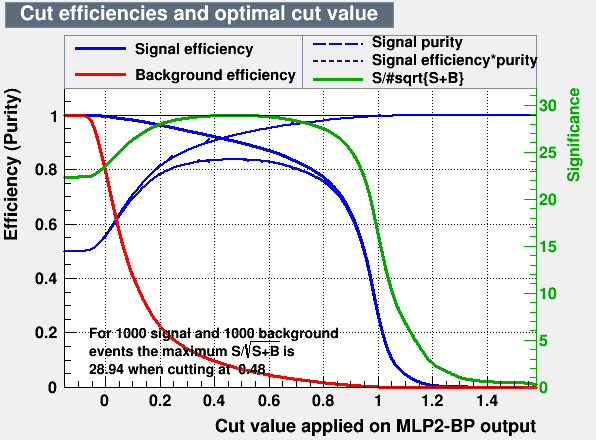 Cut efficiencies and optimal cut value
Signal efficiency
Background efficiency
Signal purity
Signal efficiency*purity
S/#sqrt{S+B}
Efficiency (Purity)
1
0.8
0.6
0.4
0.2
0
Significance
30
25
20
15
10
5
0
For 1000 signal and 1000 background
events the maximum S/√S+B is
28.94 when cutting at 0.48
0 0.2 0.4 0.6 0.8 1 1.2 1.4
Cut value applied on MLP2-BP output